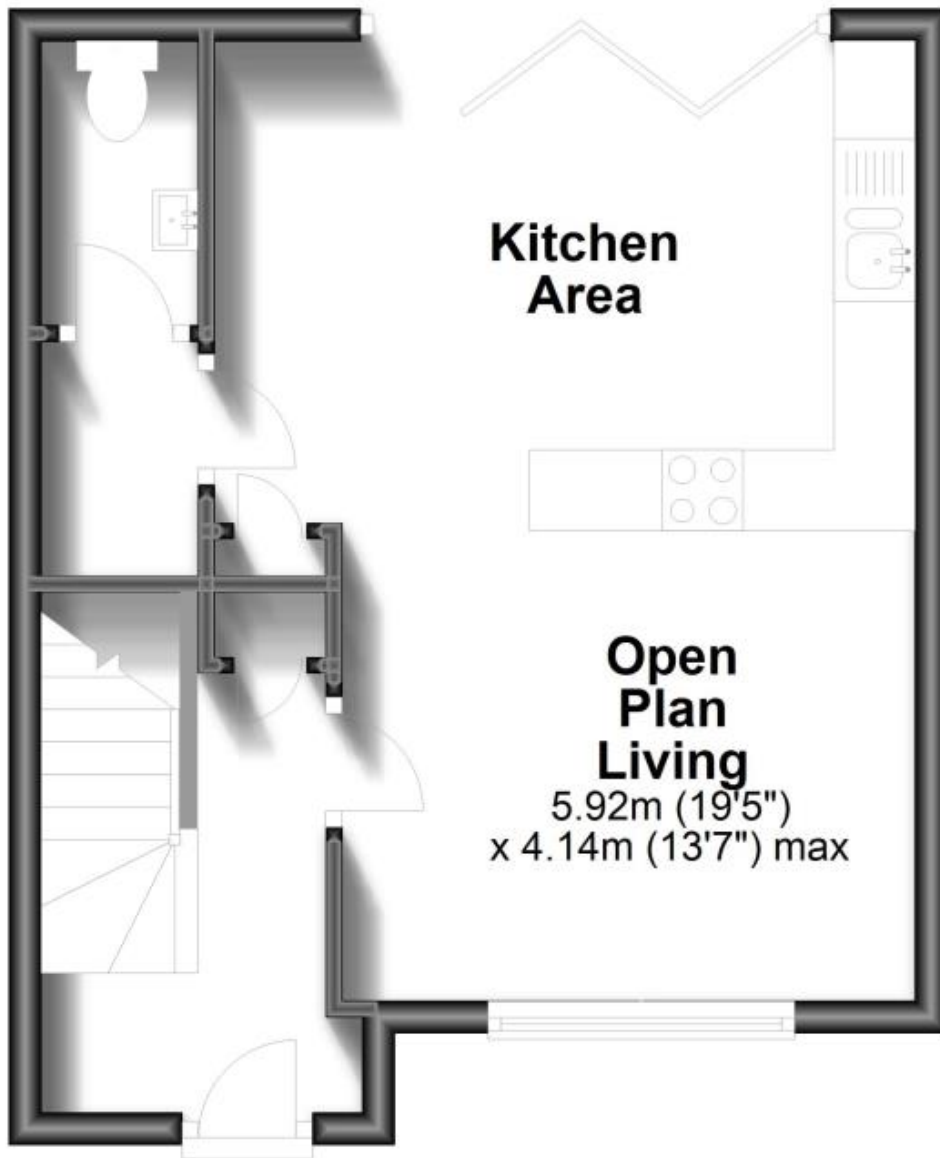 Kitchen
Area
Open
Plan
Living
5.92m (19'5")
x 4.14m (13'7") max